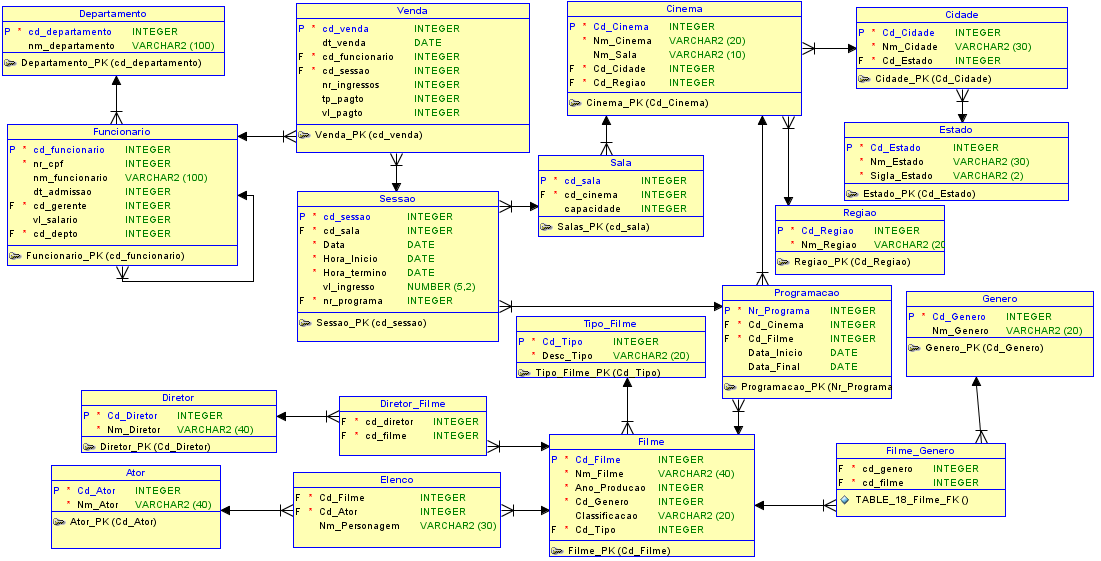 Departamento
P * cd_departamento INTEGER
nm_departamento VARCHAR2 (100)
Departamento_PK (cd_departamento)
Venda
P * cd_venda INTEGER
dt_venda DATE
F * cd_funcionario INTEGER
F * cd_sessao INTEGER
nr_ingressos INTEGER
tp_pagto INTEGER
vl_pagto INTEGER
Venda_PK (cd_venda)
Cinema
P * Cd_Cinema INTEGER
* Nm_Cinema VARCHAR2 (20)
Nm_Sala VARCHAR2 (10)
F * Cd_Cidade INTEGER
F * Cd_Regiao INTEGER
Cinema_PK (Cd_Cinema)
Cidade
P * Cd_Cidade INTEGER
* Nm_Cidade VARCHAR2 (30)
F * Cd_Estado INTEGER
Cidade_PK (Cd_Cidade)
Funcionario
P * cd_funcionario INTEGER
* nr_cpf INTEGER
nm_funcionario VARCHAR2 (100)
dt_admissao INTEGER
F * cd_gerente INTEGER
vl_salario INTEGER
F * cd_depto INTEGER
Funcionario_PK (cd_funcionario)
Estado
P * Cd_Estado INTEGER
* Nm_Estado VARCHAR2 (30)
* Sigla_Estado VARCHAR2 (2)
Estado_PK (Cd_Estado)
Sala
P * cd_sala INTEGER
F * cd_cinema INTEGER
capacidade INTEGER
Salas_PK (cd_sala)
Sessao
P * cd_sessao INTEGER
F * cd_sala INTEGER
* Data DATE
* Hora_Inicio DATE
* Hora_termino DATE
vl_ingresso NUMBER (5,2)
F * nr_programa INTEGER
Sessao_PK (cd_sessao)
Regiao
P * Cd_Regiao INTEGER
* Nm_Regiao VARCHAR2 (20
Regiao_PK (Cd_Regiao)
Programacao
P * Nr_Programa INTEGER
F * Cd_Cinema INTEGER
F * Cd_Filme INTEGER
Data_Inicio DATE
Data_Final DATE
Programacao_PK (Nr_Programa
Genero
P * Cd_Genero INTEGER
Nm_Genero VARCHAR2 (20)
Genero_PK (Cd_Genero)
Tipo_Filme
P * Cd_Tipo INTEGER
* Desc_Tipo VARCHAR2 (20)
Tipo_Filme_PK (Cd_Tipo)
Diretor
P * Cd_Diretor INTEGER
* Nm_Diretor VARCHAR2 (40)
Diretor_PK (Cd_Diretor)
Diretor_Filme
F * cd_diretor INTEGER
F * cd_filme INTEGER
Filme
P * Cd_Filme INTEGER
* Nm_Filme VARCHAR2 (40)
* Ano_Producao INTEGER
* Cd_Genero INTEGER
Classificacao VARCHAR2 (20)
F * Cd_Tipo INTEGER
Filme_PK (Cd_Filme)
Filme_Genero
F * cd_genero INTEGER
F * cd_filme INTEGER
TABLE_18_Filme_FK ()
Ator
P * Cd_Ator INTEGER
* Nm_Ator VARCHAR2 (40)
Ator_PK (Cd_Ator)
Elenco
F * Cd_Filme INTEGER
F * Cd_Ator INTEGER
Nm_Personagem VARCHAR2 (30)